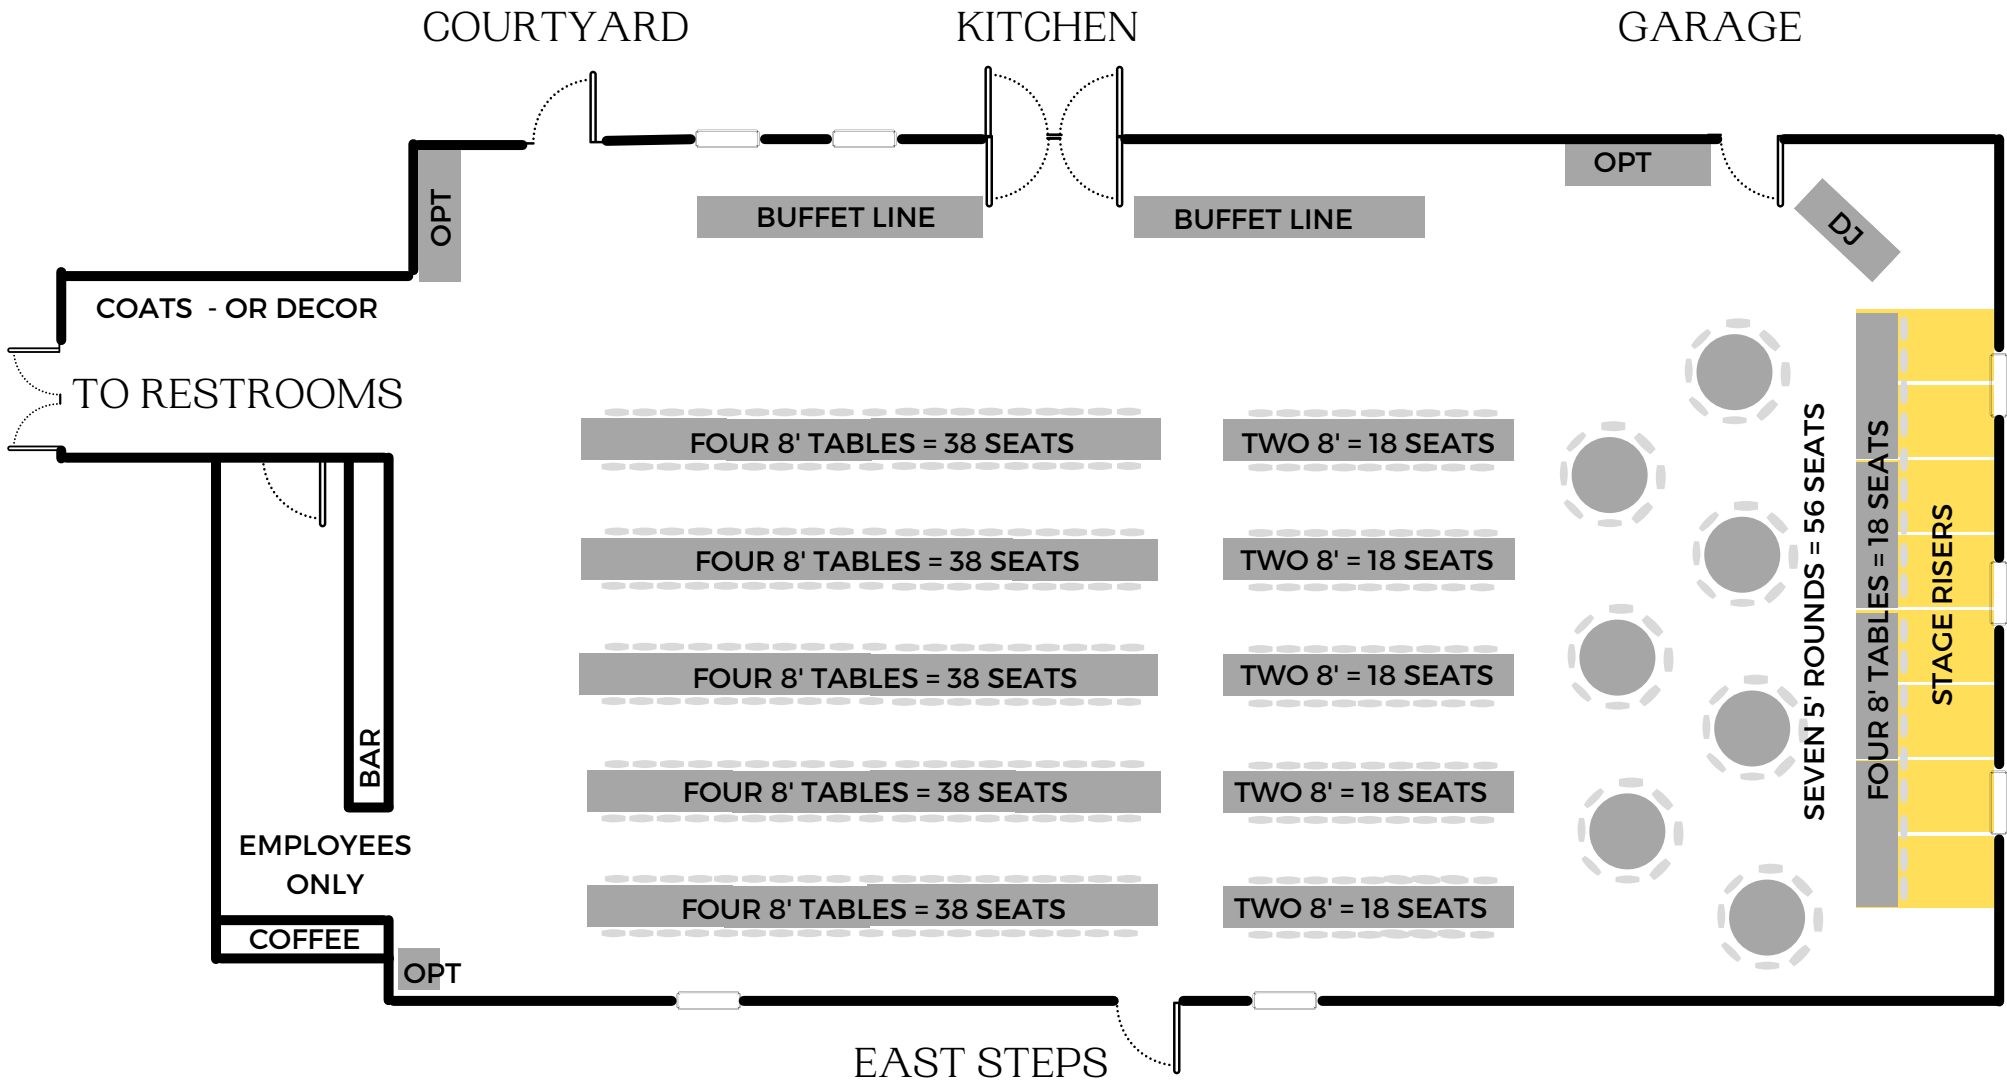 COURTYARD
KITCHEN
GARAGE
OPT
OPT
BUFFET LINE
BUFFET LINE
DJ
COATS - OR DECOR
TO RESTROOMS
FOUR 8' TABLES = 38 SEATS
TWO 8' = 18 SEATS
FOUR 8' TABLES = 38 SEATS
TWO 8' = 18 SEATS
FOUR 8' TABLES = 38 SEATS
TWO 8' = 18 SEATS
FOUR 8' TABLES = 38 SEATS
TWO 8' = 18 SEATS
FOUR 8' TABLES = 38 SEATS
TWO 8' = 18 SEATS
SEVEN 5' ROUNDS = 56 SEATS
FOUR 8' TABLES = 18 SEATS
STAGE RISERS
BAR
EMPLOYEES
ONLY
COFFEE
OPT
EAST STEPS